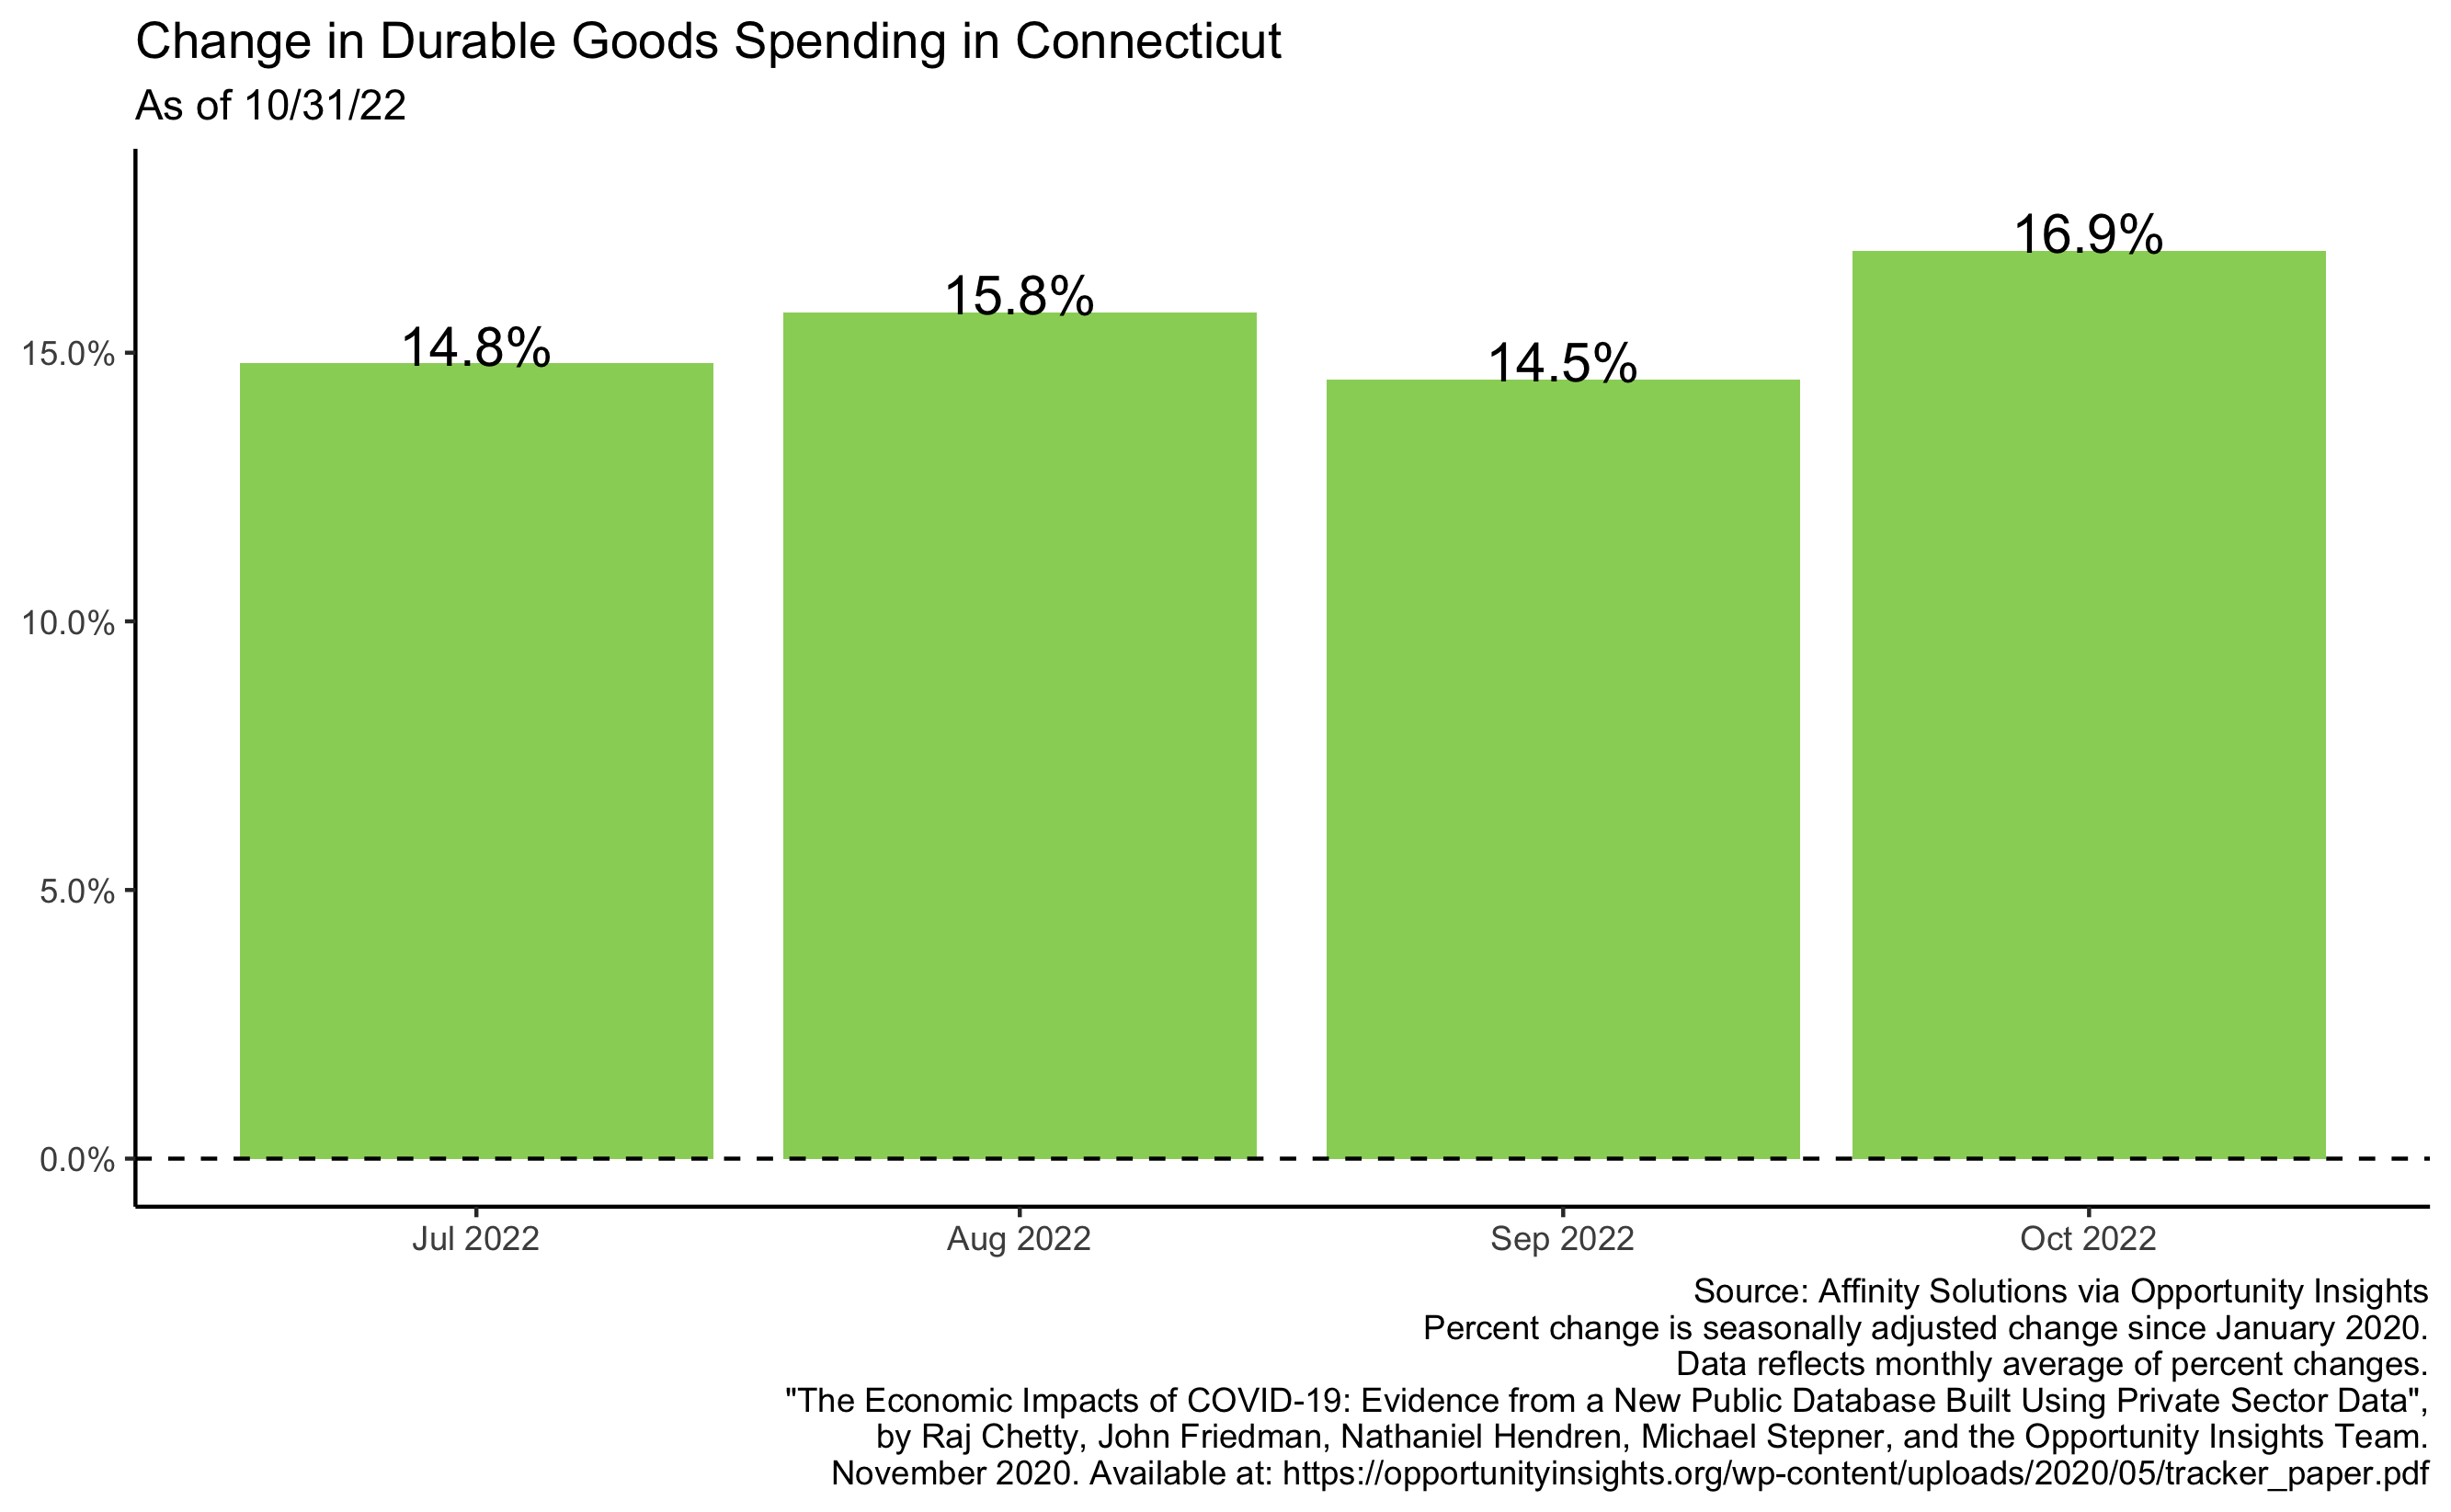 Change in Durable Goods Spending in Connecticut
As of 10/31/22
16.9%
15.8%
14.8%
14.5%
15.0%
10.0%
5.0%
0.0%
Jul 2022
Aug 2022
Sep 2022
Oct 2022
Source: Affinity Solutions via Opportunity Insights
Percent change is seasonally adjusted change since January 2020.
Data reflects monthly average of percent changes.
"The Economic Impacts of COVID-19: Evidence from a New Public Database Built Using Private Sector Data",
by Raj Chetty, John Friedman, Nathaniel Hendren, Michael Stepner, and the Opportunity Insights Team.
November 2020. Available at: https://opportunityinsights.org/wp-content/uploads/2020/05/tracker_paper.pdf